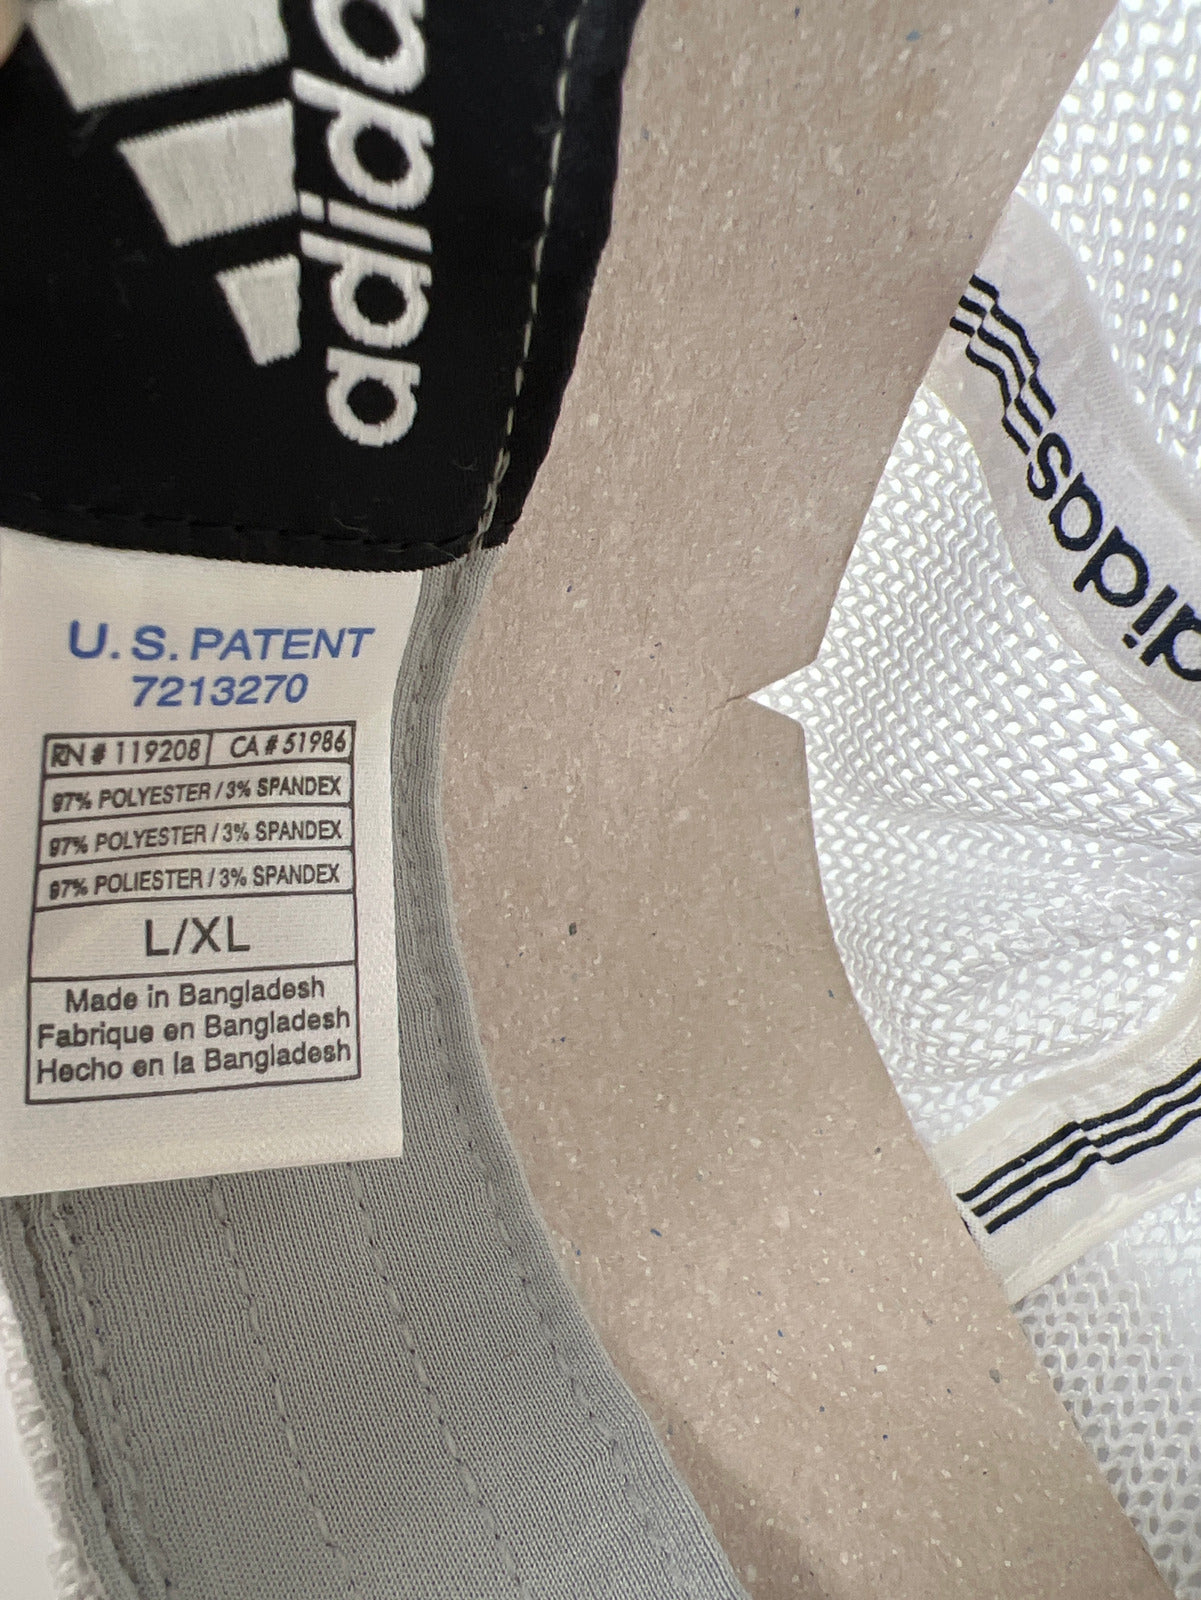 adidas
U.S. PATENT
7213270
RN # 119208 CA # 51986
97% POLYESTER / 3% SPANDEX
97% POLYESTER / 3% SPANDEX
97% POLIESTER / 3% SPANDEX
L/XL
Made in Bangladesh
Fabrique en Bangladesh
Hecho en la Bangladesh
adidas